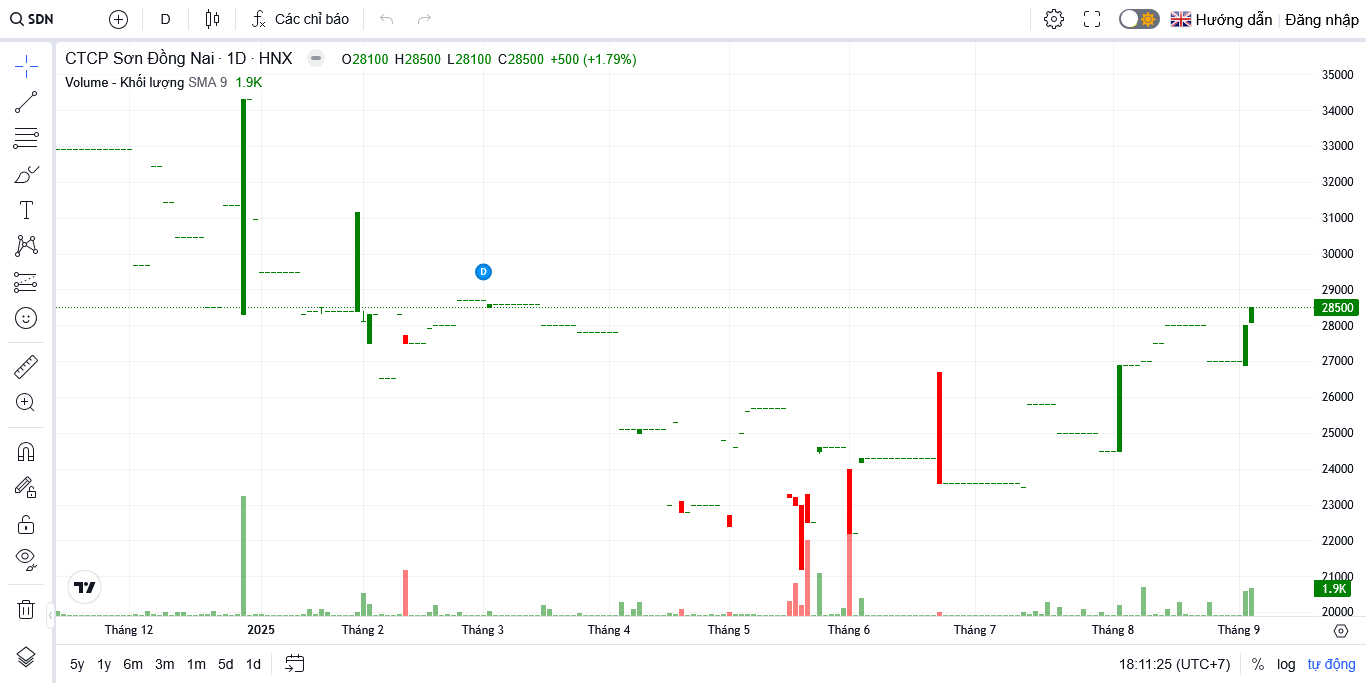 SDN D Các chỉ báo Hướng dẫn Đăng nhập
CTCP Sơn Đồng Nai · 1D · HNX O28100 H28500 L28100 C28500 +500 (+1.79%)
Volume - Khối lượng SMA 9 1.9K
35000
34000
33000
32000
31000
30000
29000
28500
28000
27000
26000
25000
24000
23000
22000
21000
1.9K
20000
D
Tháng 12 2025 Tháng 2 Tháng 3 Tháng 4 Tháng 5 Tháng 6 Tháng 7 Tháng 8 Tháng 9
5y 1y 6m 3m 1m 5d 1d 18:11:25 (UTC+7) % log tự động